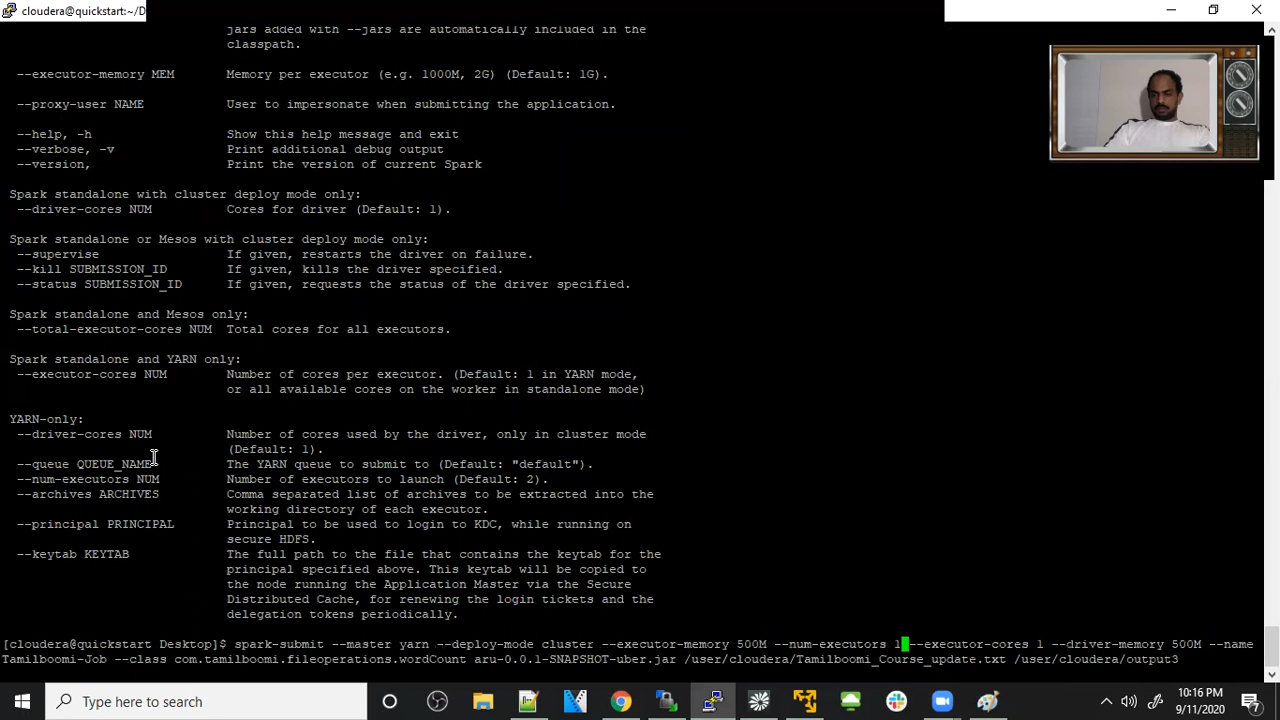 cloudera@quickstart:~/D
jars added with --jars are automatically included in the
classpath.
--executor-memory MEM Memory per executor (e.g. 1000M, 2G) (Default: 1G).
--proxy-user NAME User to impersonate when submitting the application.
--help, -h Show this help message and exit
--verbose, -v Print additional debug output
--version, Print the version of current Spark
Spark standalone with cluster deploy mode only:
--driver-cores NUM Cores for driver (Default: 1).
Spark standalone or Mesos with cluster deploy mode only:
--supervise If given, restarts the driver on failure.
--kill SUBMISSION_ID If given, kills the driver specified.
--status SUBMISSION_ID If given, requests the status of the driver specified.
Spark standalone and Mesos only:
--total-executor-cores NUM Total cores for all executors.
Spark standalone and YARN only:
--executor-cores NUM Number of cores per executor. (Default: 1 in YARN mode,
or all available cores on the worker in standalone mode)
YARN-only:
--driver-cores NUM Number of cores used by the driver, only in cluster mode
(Default: 1).
--queue QUEUE_NAME The YARN queue to submit to (Default: "default").
--num-executors NUM Number of executors to launch (Default: 2).
--archives ARCHIVES Comma separated list of archives to be extracted into the
working directory of each executor.
--principal PRINCIPAL Principal to be used to login to KDC, while running on
secure HDFS.
--keytab KEYTAB The full path to the file that contains the keytab for the
principal specified above. This keytab will be copied to
the node running the Application Master via the Secure
Distributed Cache, for renewing the login tickets and the
delegation tokens periodically.
[cloudera@quickstart Desktop]$ spark-submit --master yarn --deploy-mode cluster --executor-memory 500M --num-executors 1 --executor-cores 1 --driver-memory 500M --name
Tamilboomi-Job --class com.tamilboomi.fileoperations.wordCount aru-0.0.1-SNAPSHOT-uber.jar /user/cloudera/Tamilboomi_Course_update.txt /user/cloudera/output3
Type here to search
10:16 PM
9/11/2020
7